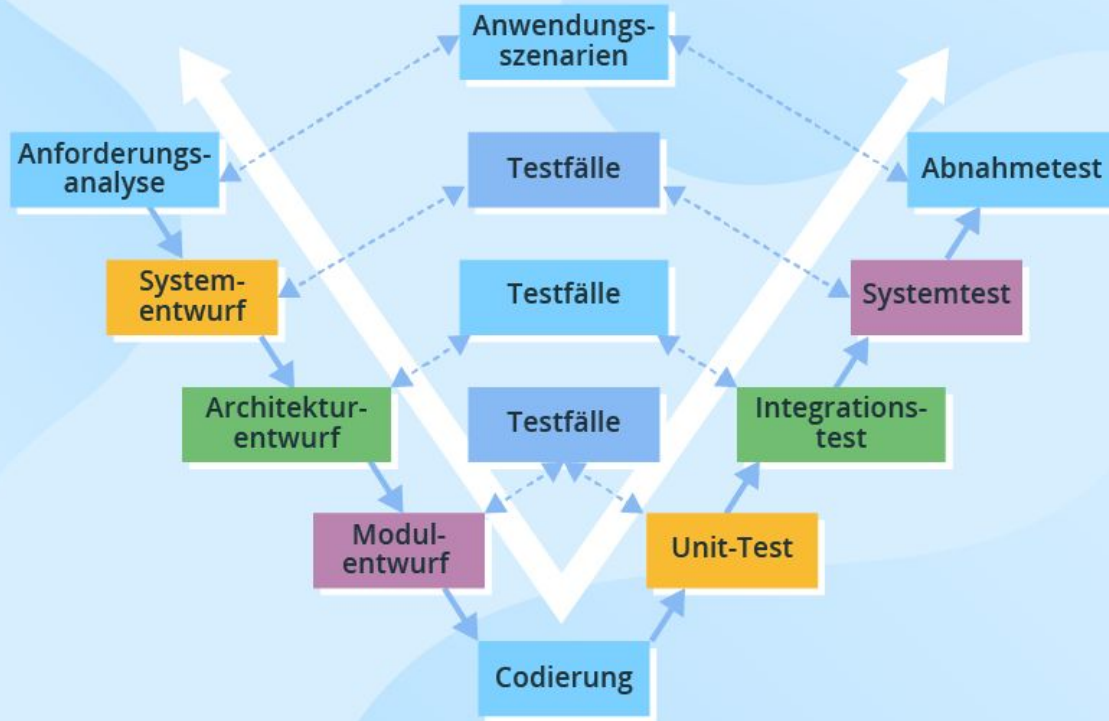 Anwendungs-
szenarien
Anforderungs-
analyse
Testfälle
Abnahmetest
System-
entwurf
Testfälle
Systemtest
Architektur-
entwurf
Testfälle
Integrations-
test
Modul-
entwurf
Unit-Test
Codierung